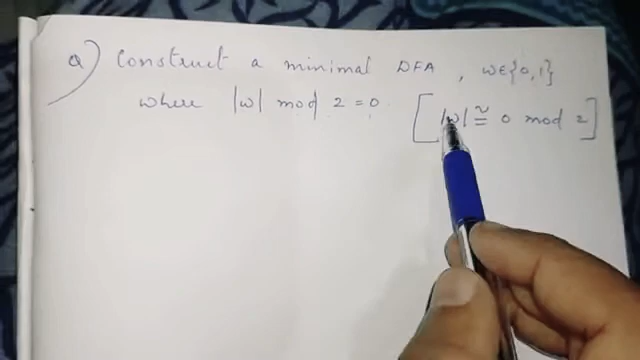 Q) Construct a minimal DFA , w∈{0,1}
where |w| mod 2 = 0. [|w| ≅ 0 mod 2]